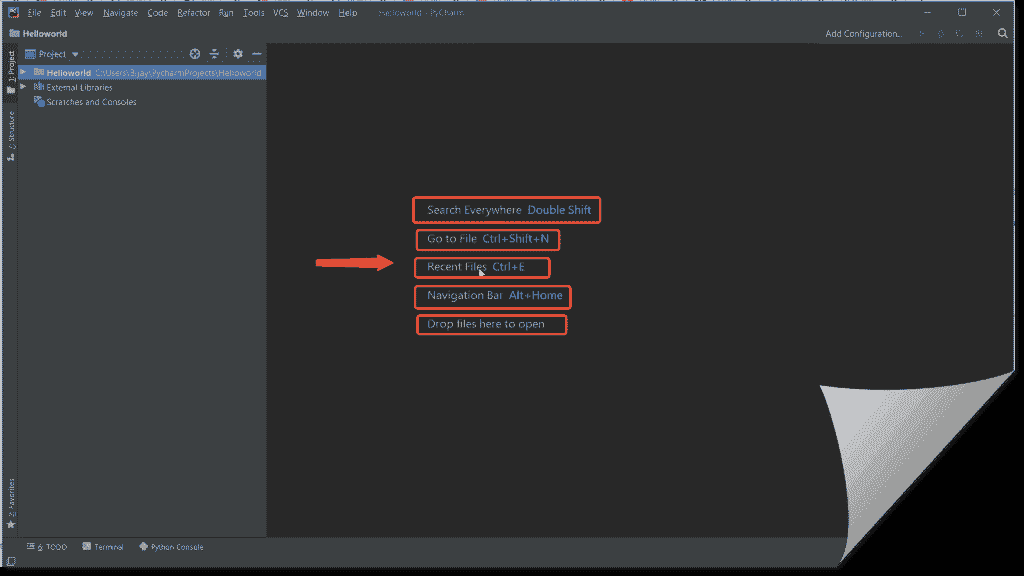 File Edit View Navigate Code Refactor Run Tools VCS Window Help Helloworld - PyCharm
Helloworld
Add Configuration...
Project
1: Project
Helloworld C:\Users\Bijay\PycharmProjects\Helloworld
External Libraries
Scratches and Consoles
Z: Structure
Search Everywhere Double Shift
Go to File Ctrl+Shift+N
Recent Files Ctrl+E
Navigation Bar Alt+Home
Drop files here to open
2: Favorites
6: TODO Terminal Python Console